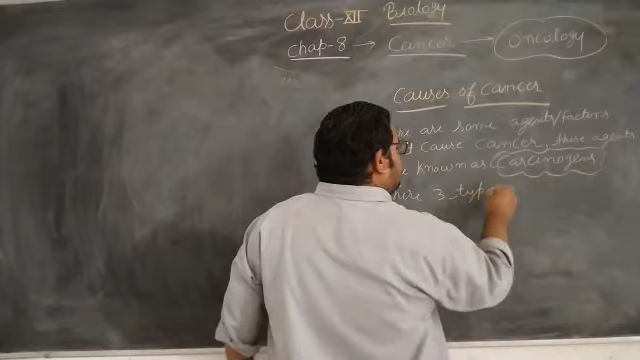 Class-XII Biology
Chap-8 → Cancer → Oncology
Causes of Cancer
are some agents/factors
cause cancer, these agents
known as Carcinogens
3 type